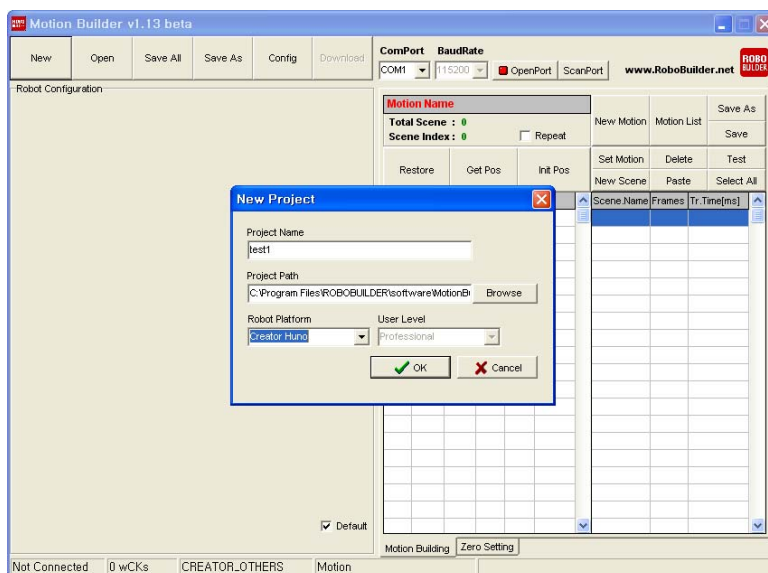 Motion Builder v1.13 beta
New Open Save All Save As Config Download
ComPort BaudRate
COM1 115200 OpenPort ScanPort www.RoboBuilder.net
ROBO
BUILDER
Robot Configuration
Motion Name
Total Scene : 0
Scene Index : 0 Repeat
New Motion Motion List Save As
Save
Restore Get Pos Init Pos
Set Motion Delete Test
New Scene Paste Select All
Scene.Name Frames Tr.Time[ms]
New Project
Project Name
test1
Project Path
C:\Program Files\ROBOBUILDER\software\MotionBu Browse
Robot Platform User Level
Creator Huno Professional
OK Cancel
Default
Motion Building Zero Setting
Not Connected 0 wCKs CREATOR_OTHERS Motion